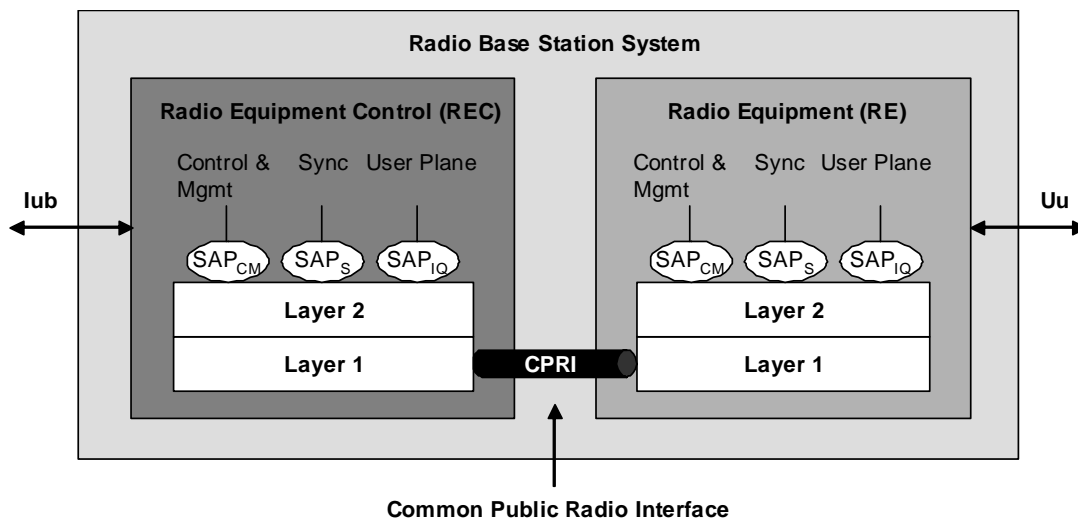 Radio Base Station System
Radio Equipment Control (REC)
Control &
Mgmt
Sync
User Plane
SAPCM
SAPS
SAPIQ
Layer 2
Layer 1
Radio Equipment (RE)
Control &
Mgmt
Sync
User Plane
SAPCM
SAPS
SAPIQ
Layer 2
Layer 1
Iub
Uu
CPRI
Common Public Radio Interface